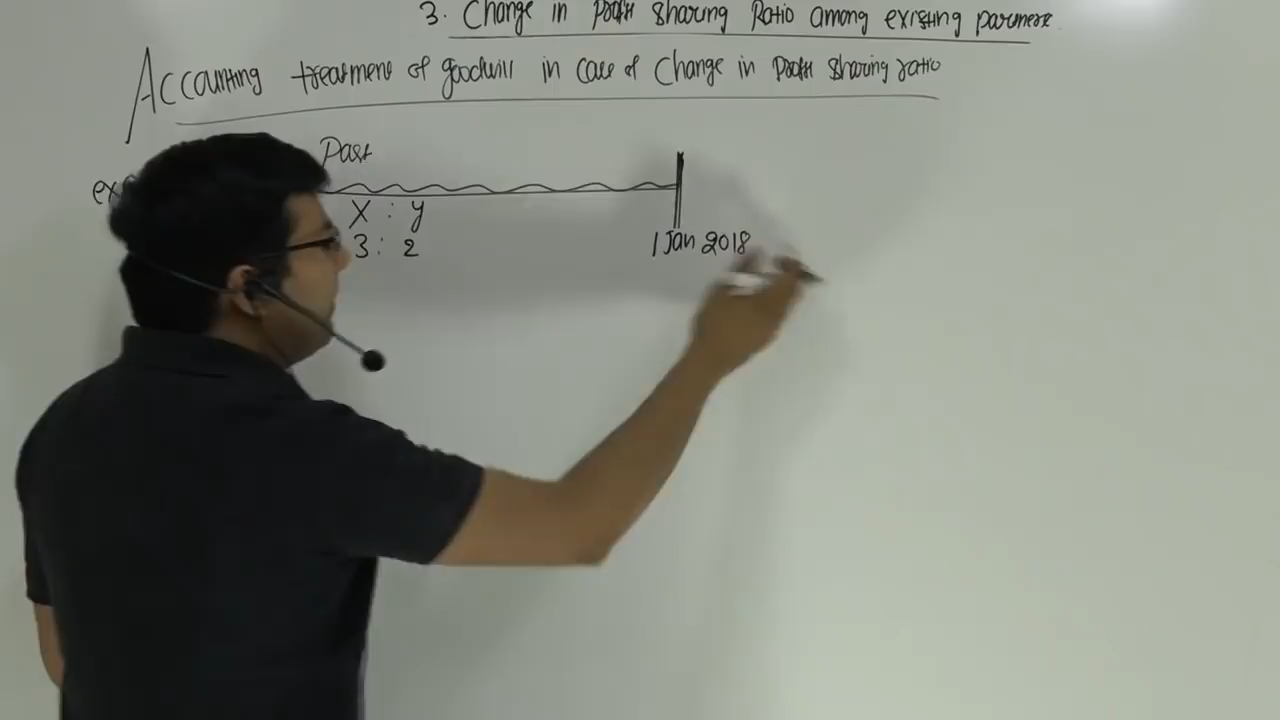 3. Change in Profit Sharing Ratio among existing partners
Accounting treatment of goodwill in case of Change in Profit Sharing ratio
Past
X : y
3 : 2
1 Jan 2018